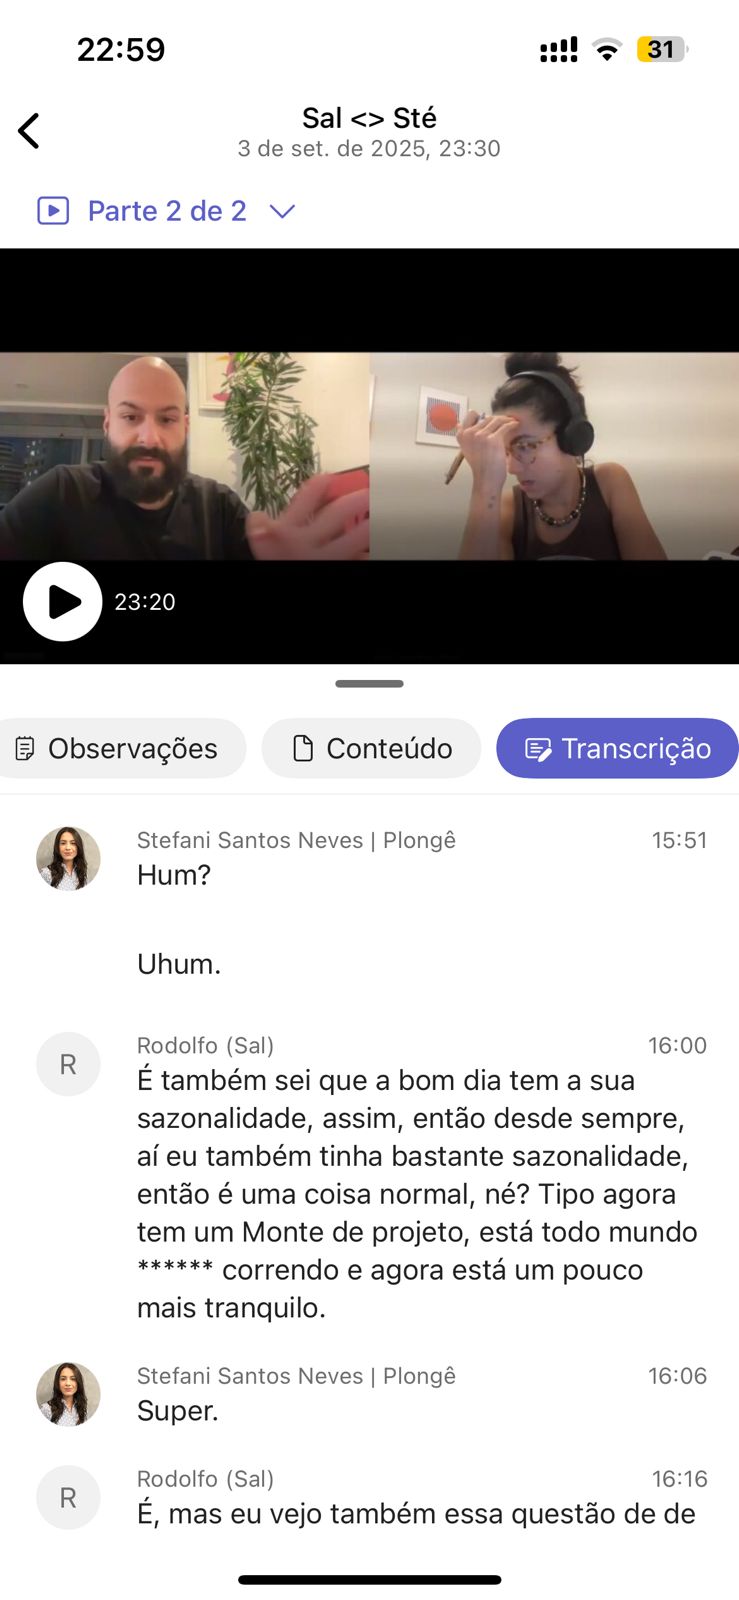 22:59
31
Sal <> Sté
3 de set. de 2025, 23:30
Parte 2 de 2
23:20
Observações
Conteúdo
Transcrição
Stefani Santos Neves | Plongê
15:51
Hum?
Uhum.
R
Rodolfo (Sal)
16:00
É também sei que a bom dia tem a sua
sazonalidade, assim, então desde sempre,
aí eu também tinha bastante sazonalidade,
então é uma coisa normal, né? Tipo agora
tem um Monte de projeto, está todo mundo
****** correndo e agora está um pouco
mais tranquilo.
Stefani Santos Neves | Plongê
16:06
Super.
R
Rodolfo (Sal)
16:16
É, mas eu vejo também essa questão de de